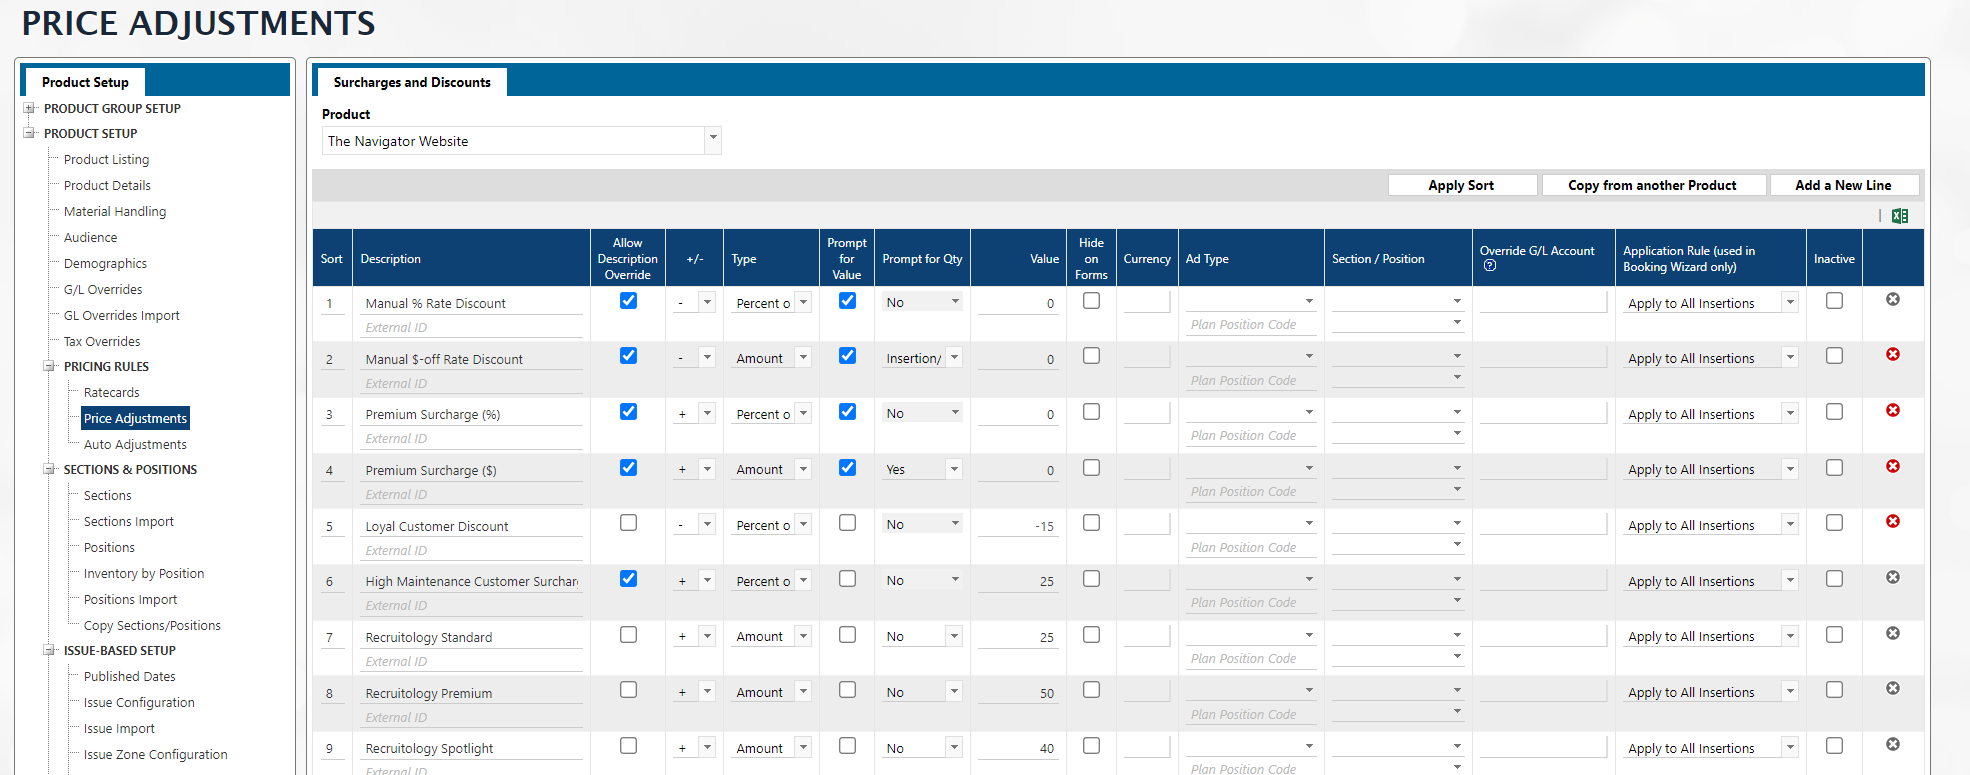 PRICE ADJUSTMENTS
Product Setup
PRODUCT GROUP SETUP
PRODUCT SETUP
Product Listing
Product Details
Material Handling
Audience
Demographics
G/L Overrides
GL Overrides Import
Tax Overrides
PRICING RULES
Ratecards
Price Adjustments
Auto Adjustments
SECTIONS & POSITIONS
Sections
Sections Import
Positions
Inventory by Position
Positions Import
Copy Sections/Positions
ISSUE-BASED SETUP
Published Dates
Issue Configuration
Issue Import
Issue Zone Configuration
Surcharges and Discounts
Product
The Navigator Website
Apply Sort Copy from another Product Add a New Line
Sort Description Allow Description Override +/- Type Prompt for Value Prompt for Qty Value Hide on Forms Currency Ad Type Section / Position Override G/L Account Application Rule (used in Booking Wizard only) Inactive
1 Manual % Rate Discount - Percent o No 0 Apply to All Insertions
External ID Plan Position Code
2 Manual $-off Rate Discount - Amount Insertion/ 0 Apply to All Insertions
External ID Plan Position Code
3 Premium Surcharge (%) + Percent o No 0 Apply to All Insertions
External ID Plan Position Code
4 Premium Surcharge ($) + Amount Yes 0 Apply to All Insertions
External ID Plan Position Code
5 Loyal Customer Discount - Percent o No -15 Apply to All Insertions
External ID Plan Position Code
6 High Maintenance Customer Surchar + Percent o No 25 Apply to All Insertions
External ID Plan Position Code
7 Recruitology Standard + Amount No 25 Apply to All Insertions
External ID Plan Position Code
8 Recruitology Premium + Amount No 50 Apply to All Insertions
External ID Plan Position Code
9 Recruitology Spotlight + Amount No 40 Apply to All Insertions
External ID Plan Position Code